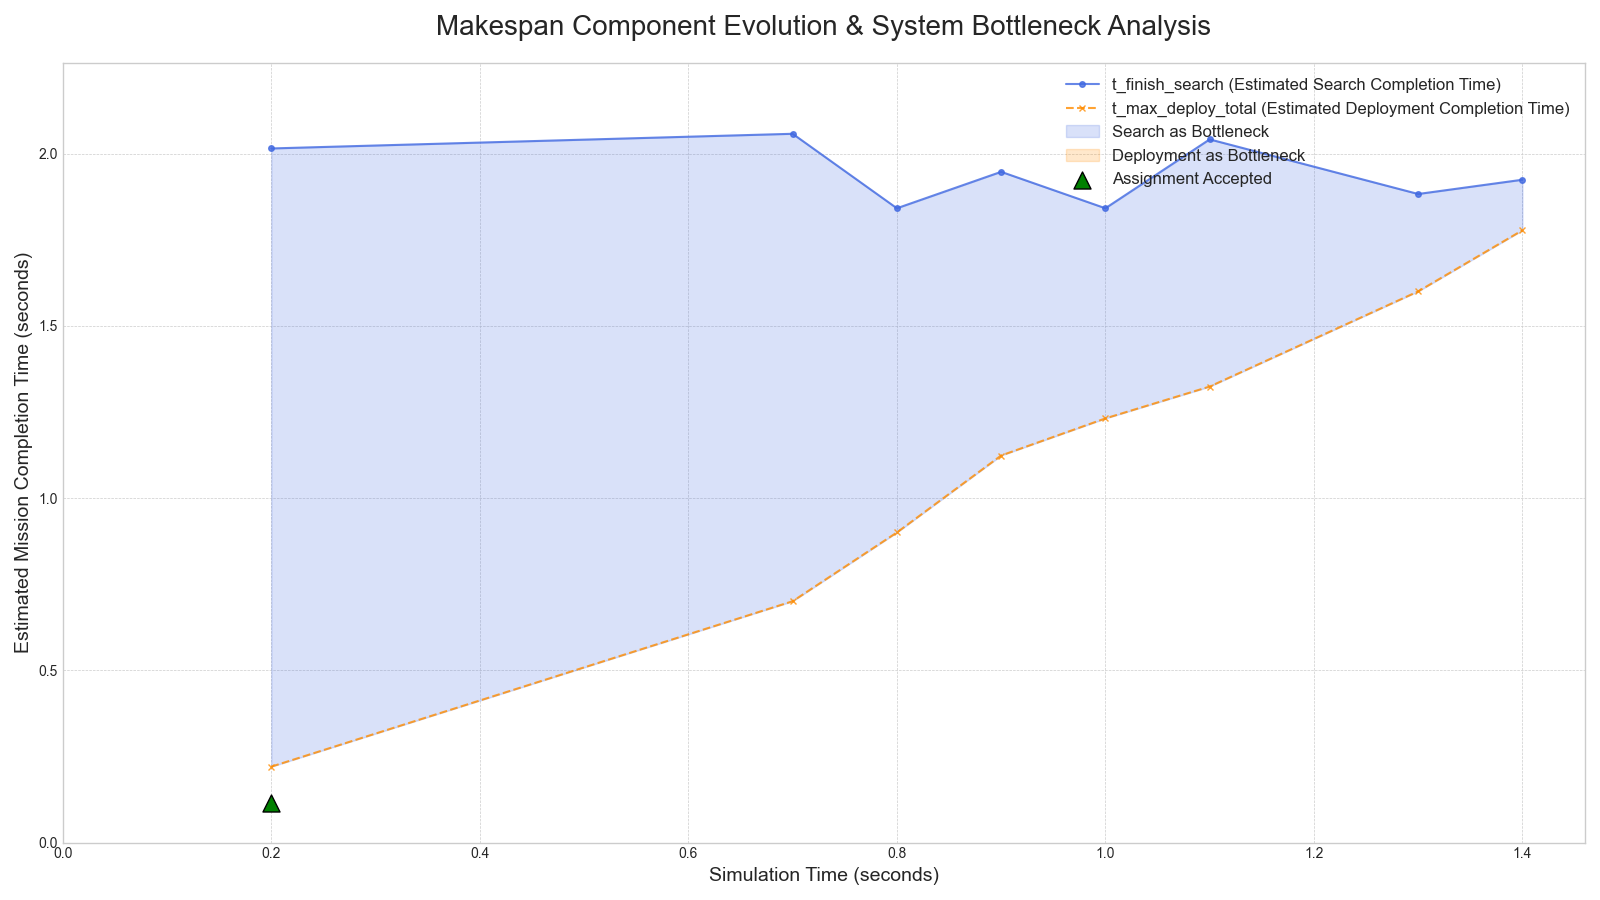 Makespan Component Evolution & System Bottleneck Analysis
t_finish_search (Estimated Search Completion Time)
t_max_deploy_total (Estimated Deployment Completion Time)
Search as Bottleneck
Deployment as Bottleneck
Assignment Accepted
Estimated Mission Completion Time (seconds)
2.0
1.5
1.0
0.5
0.0
0.0 0.2 0.4 0.6 0.8 1.0 1.2 1.4
Simulation Time (seconds)